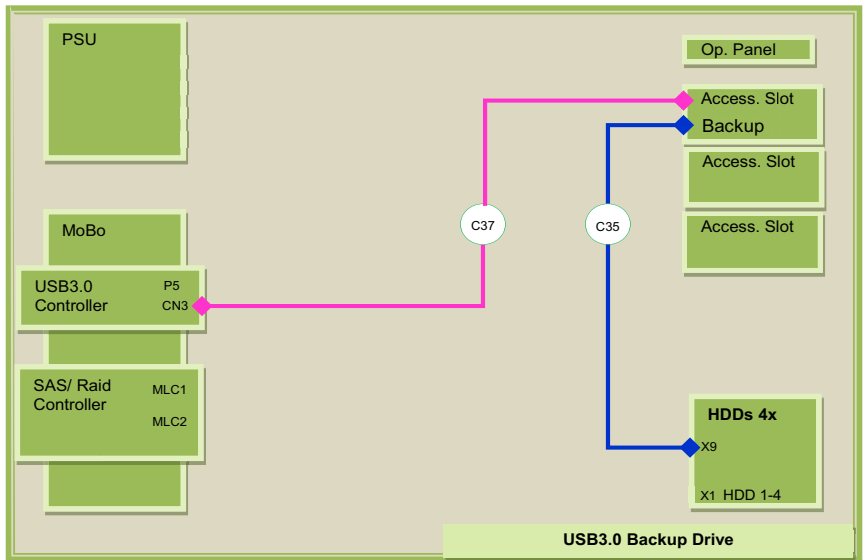 PSU
Op. Panel
Access. Slot
Backup
Access. Slot
Access. Slot
C37
C35
MoBo
USB3.0 P5
Controller CN3
SAS/ Raid MLC1
Controller
MLC2
HDDs 4x
X9
X1 HDD 1-4
USB3.0 Backup Drive